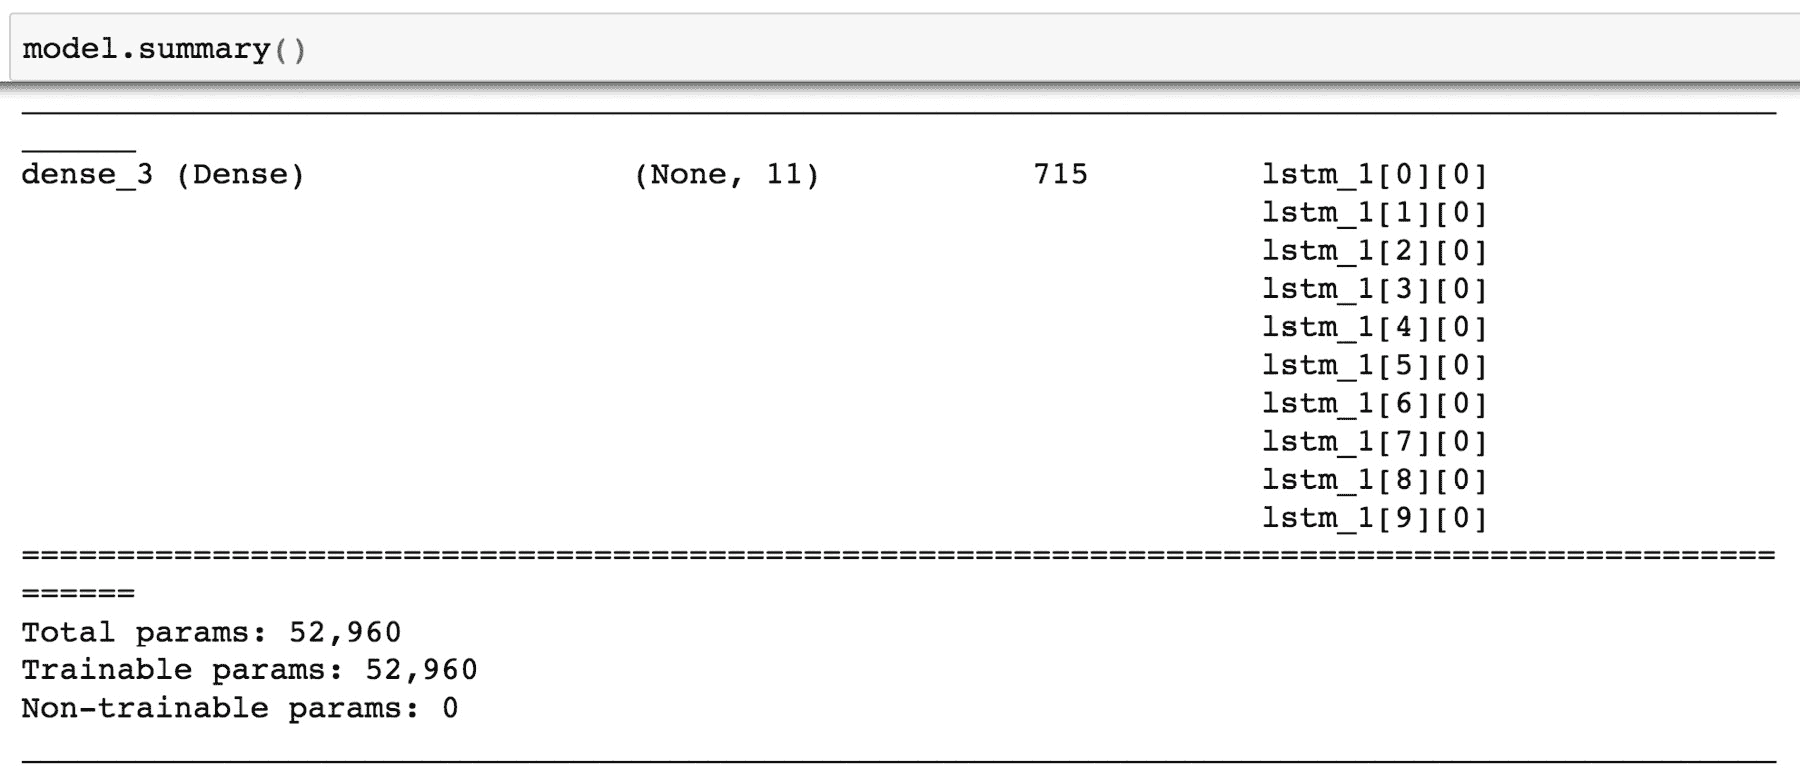 model.summary()
______
dense_3 (Dense) (None, 11) 715 lstm_1[0][0]
lstm_1[1][0]
lstm_1[2][0]
lstm_1[3][0]
lstm_1[4][0]
lstm_1[5][0]
lstm_1[6][0]
lstm_1[7][0]
lstm_1[8][0]
lstm_1[9][0]
============================================================================================
======
Total params: 52,960
Trainable params: 52,960
Non-trainable params: 0